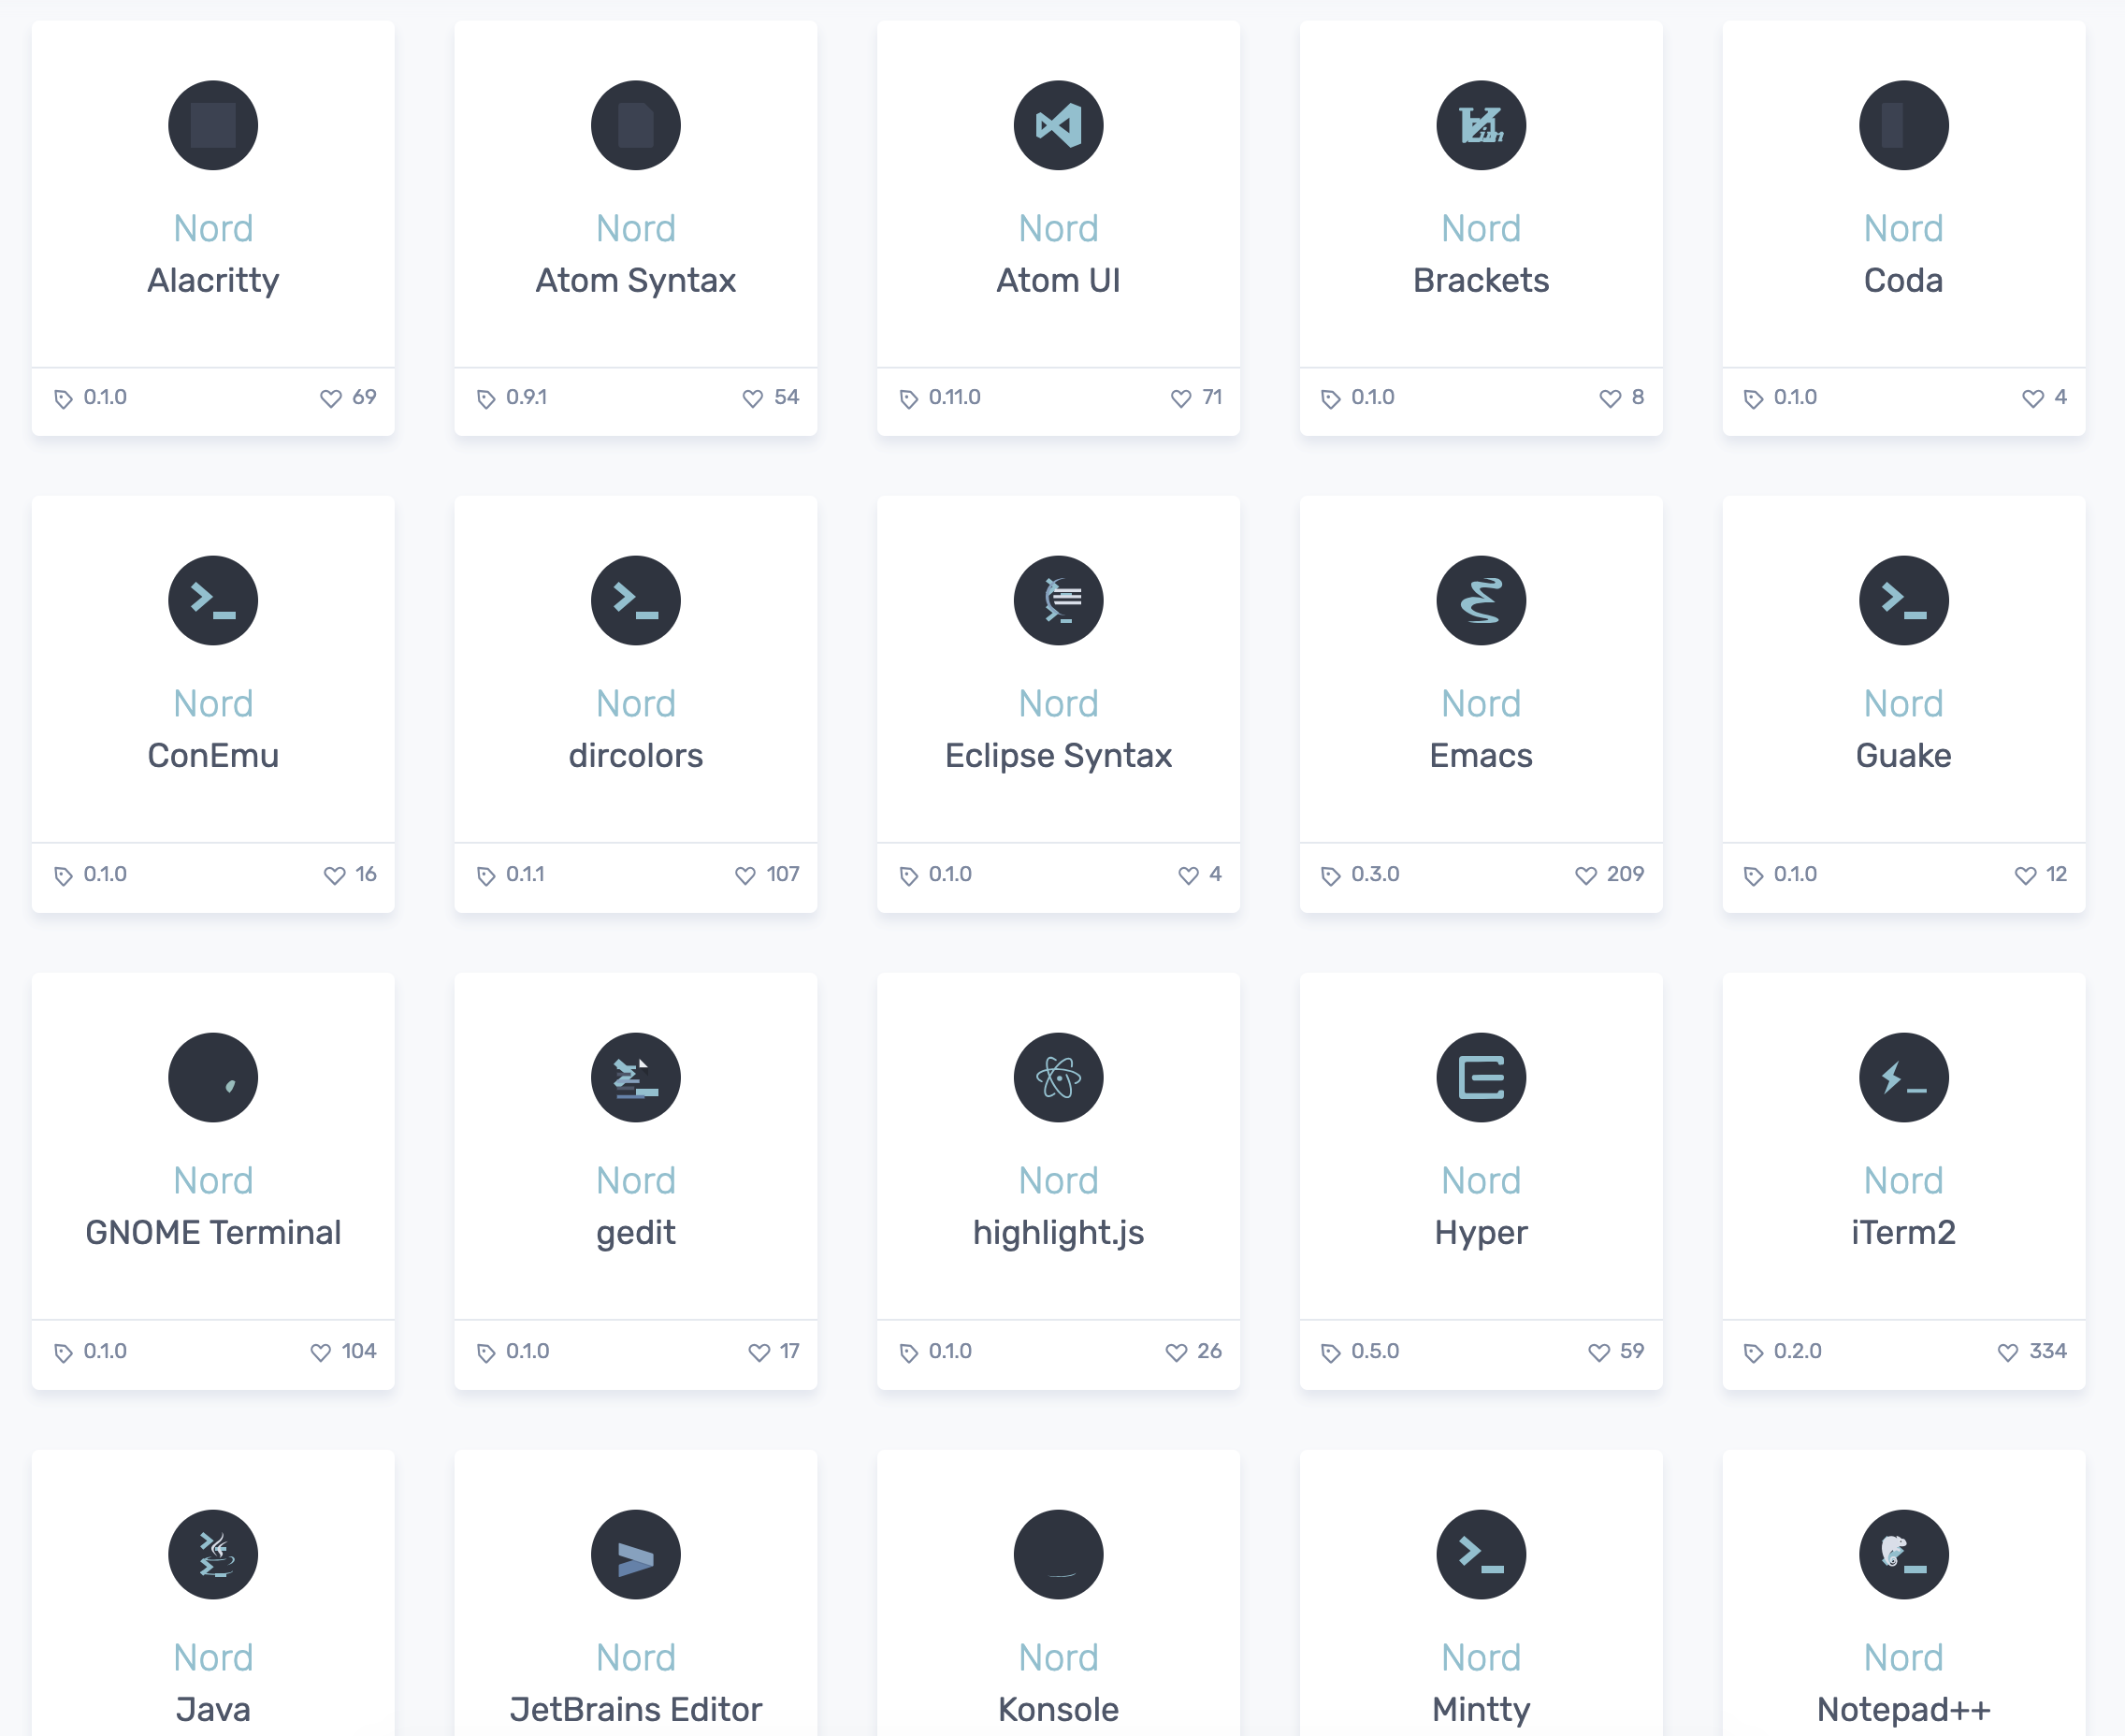 Nord
Alacritty
0.1.0 69
Nord
Atom Syntax
0.9.1 54
Nord
Atom UI
0.11.0 71
Nord
Brackets
0.1.0 8
Nord
Coda
0.1.0 4
Nord
ConEmu
0.1.0 16
Nord
dircolors
0.1.1 107
Nord
Eclipse Syntax
0.1.0 4
Nord
Emacs
0.3.0 209
Nord
Guake
0.1.0 12
Nord
GNOME Terminal
0.1.0 104
Nord
gedit
0.1.0 17
Nord
highlight.js
0.1.0 26
Nord
Hyper
0.5.0 59
Nord
iTerm2
0.2.0 334
Nord
Java
Nord
JetBrains Editor
Nord
Konsole
Nord
Mintty
Nord
Notepad++